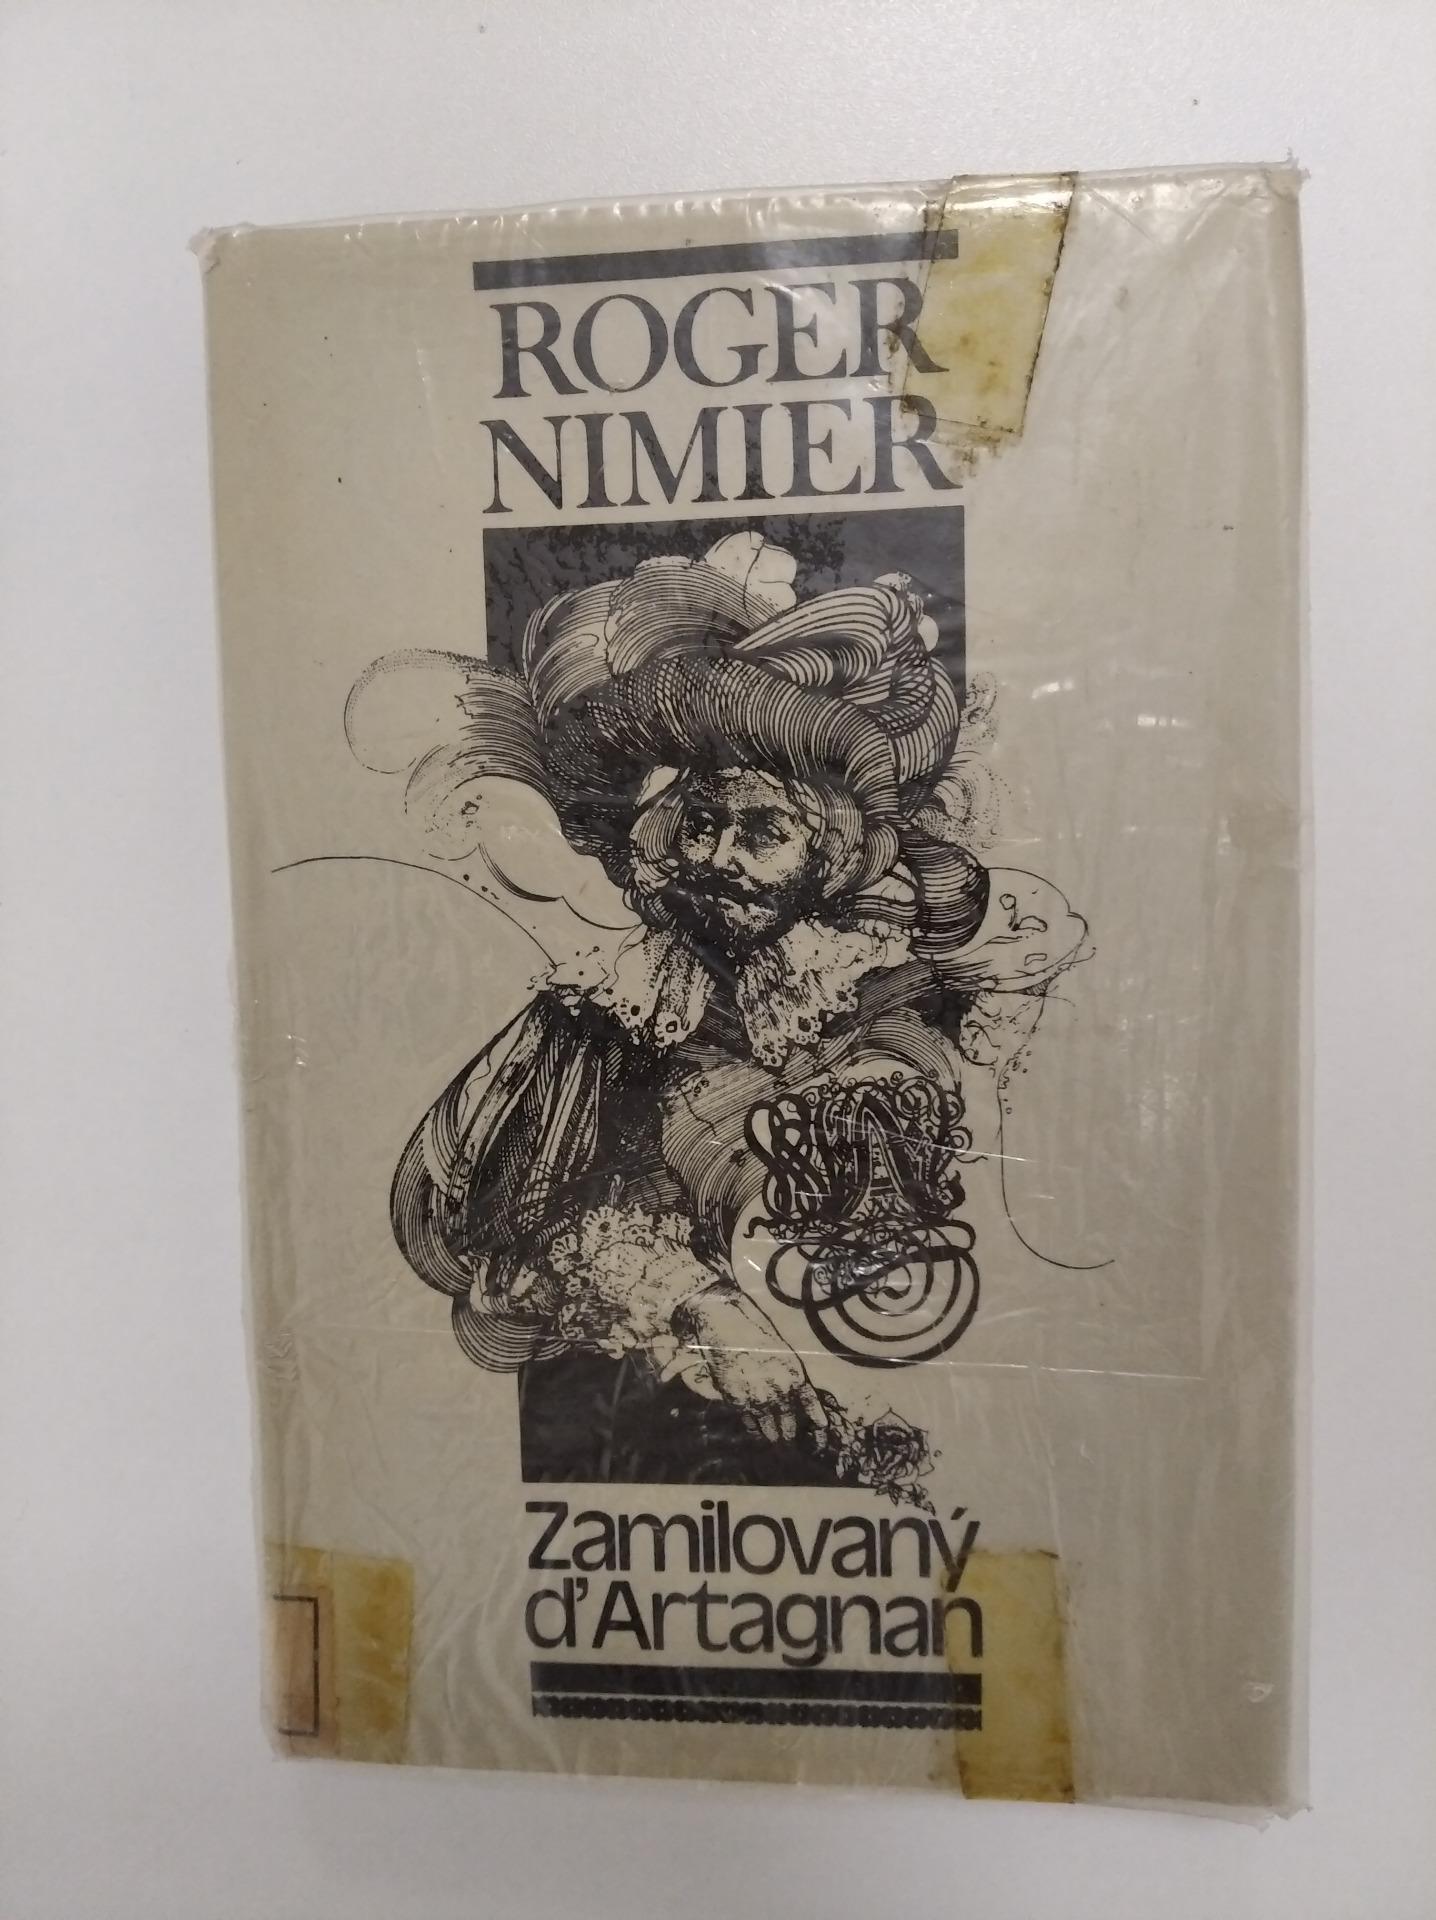 ROGER
NIMIER
Zamilovaný
d'Artagnan